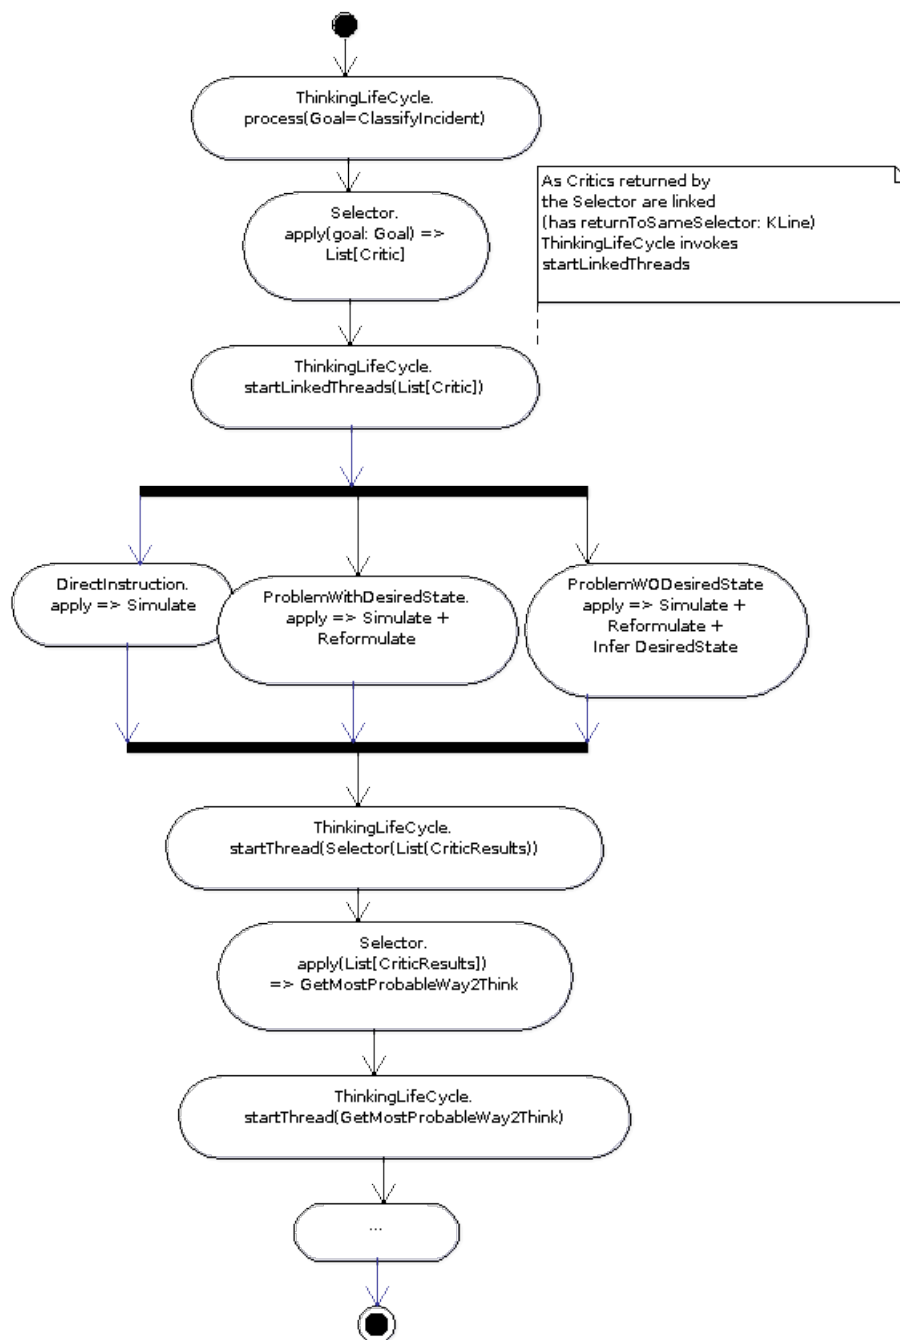 ThinkingLifeCycle.
process(Goal=ClassifyIncident)
As Critics returned by
the Selector are linked
(has returnToSameSelector: KLine)
ThinkingLifeCycle invokes
startLinkedThreads
Selector.
apply(goal: Goal) =>
List[Critic]
ThinkingLifeCycle.
startLinkedThreads(List[Critic])
DirectInstruction.
apply => Simulate
ProblemWithDesiredState.
apply => Simulate +
Reformulate
ProblemWODesiredState
apply => Simulate +
Reformulate +
Infer DesiredState
ThinkingLifeCycle.
startThread(Selector(List(CriticResults))
Selector.
apply(List[CriticResults])
=> GetMostProbableWay2Think
ThinkingLifeCycle.
startThread(GetMostProbableWay2Think)
...